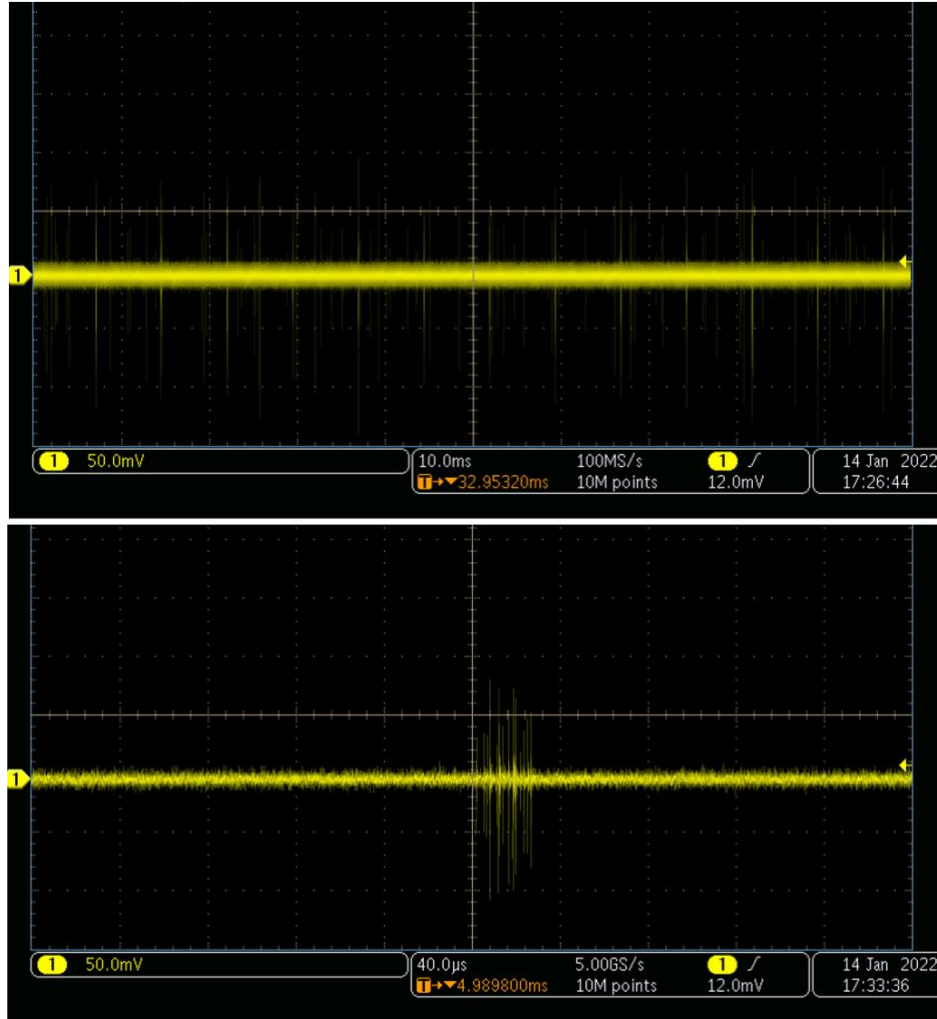 1
1 50.0mV
10.0ms 100MS/s 1 14 Jan 2022
T→▼32.95320ms 10M points 12.0mV 17:26:44
1
1 50.0mV
40.0µs 5.00GS/s 1 14 Jan 2022
T→▼4.989800ms 10M points 12.0mV 17:33:36